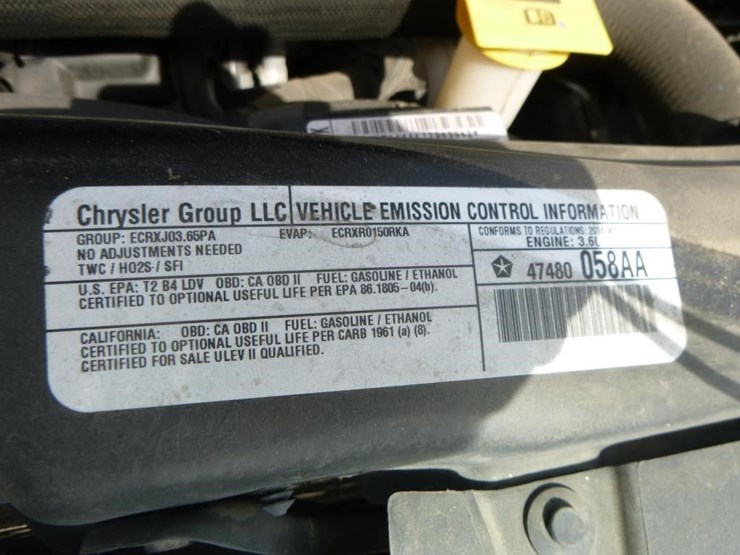 Chrysler Group LLC VEHICLE EMISSION CONTROL INFORMATION
GROUP: ECRXJ03.65PA EVAP: ECRXR0150RKA
NO ADJUSTMENTS NEEDED
TWC / HO2S / SFI
CONFORMS TO REGULATIONS:
ENGINE: 3.6L
47480 058AA
U.S. EPA: T2 B4 LDV OBD: CA OBD II FUEL: GASOLINE / ETHANOL
CERTIFIED TO OPTIONAL USEFUL LIFE PER EPA 86.1805-04(b).
CALIFORNIA: OBD: CA OBD II FUEL: GASOLINE / ETHANOL
CERTIFIED TO OPTIONAL USEFUL LIFE PER CARB 1961 (a) (8).
CERTIFIED FOR SALE ULEV II QUALIFIED.